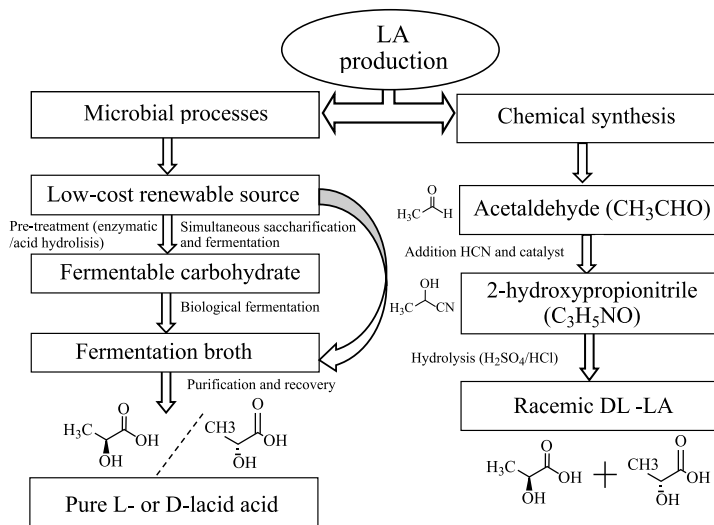 LA
production
Microbial processes
Low-cost renewable source
Pre-treatment (enzymatic
/acid hydrolisis)
Simultaneous saccharification
and fermentation
Fermentable carbohydrate
Biological fermentation
Fermentation broth
Purification and recovery
H₃C
O
OH
OH
CH3
O
OH
OH
Pure L- or D-lacid acid
Chemical synthesis
O
H₃C
H
Acetaldehyde (CH3CHO)
Addition HCN and catalyst
OH
H₃C
CN
2-hydroxypropionitrile
(C₃H₅NO)
Hydrolysis (H₂SO₄/HCl)
Racemic DL -LA
H₃C
O
OH
OH
+
CH3
O
OH
OH